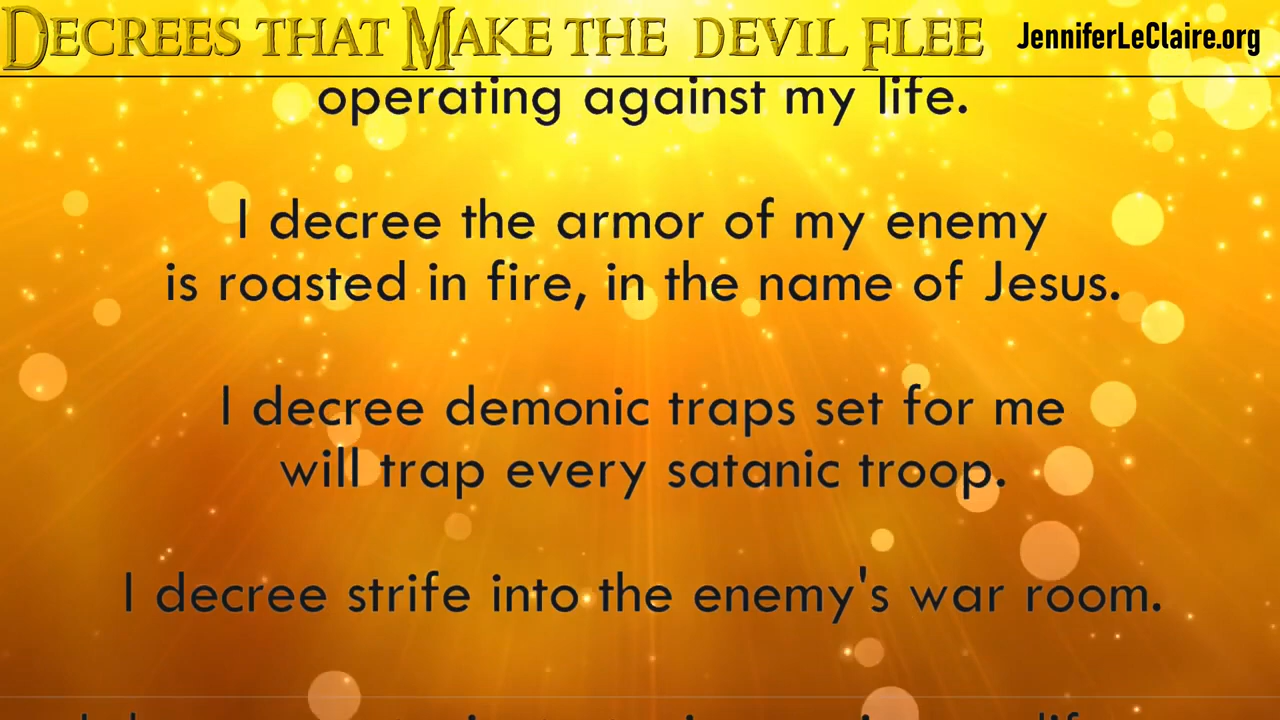 DECREES THAT MAKE THE DEVIL FLEE
JenniferLeClaire.org
operating against my life.
I decree the armor of my enemy
is roasted in fire, in the name of Jesus.
I decree demonic traps set for me
will trap every satanic troop.
I decree strife into the enemy's war room.